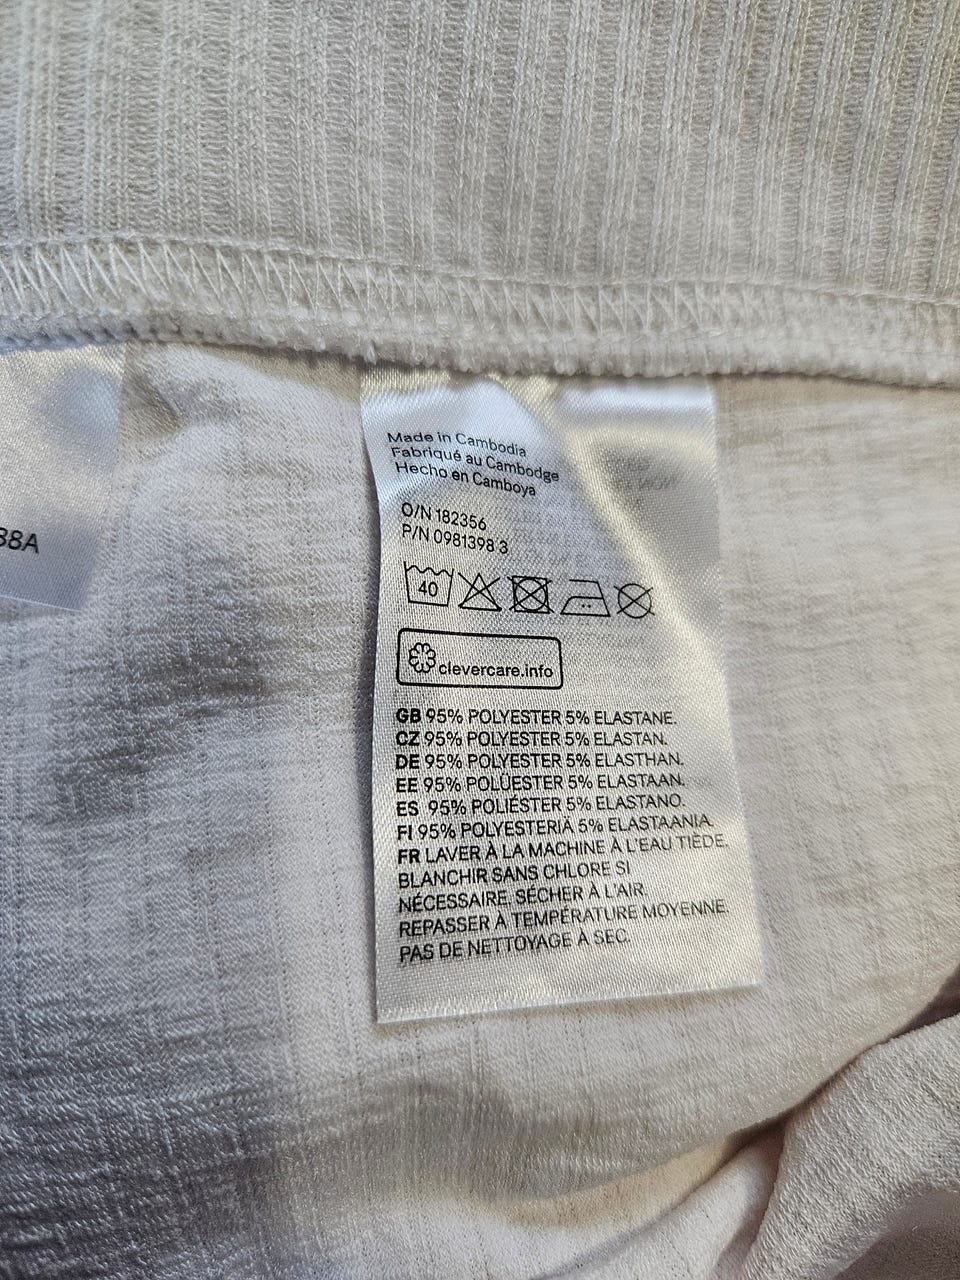 38A
Made in Cambodia
Fabriqué au Cambodge
Hecho en Camboya
O/N 182356
P/N 0981398 3
40
clevercare.info
GB 95% POLYESTER 5% ELASTANE.
CZ 95% POLYESTER 5% ELASTAN.
DE 95% POLYESTER 5% ELASTHAN.
EE 95% POLÜESTER 5% ELASTAAN.
ES 95% POLIÉSTER 5% ELASTANO.
FI 95% POLYESTERIÄ 5% ELASTAANIA.
FR LAVER À LA MACHINE À L'EAU TIÈDE.
BLANCHIR SANS CHLORE SI
NÉCESSAIRE. SÉCHER À L'AIR.
REPASSER À TEMPÉRATURE MOYENNE.
PAS DE NETTOYAGE À SEC.